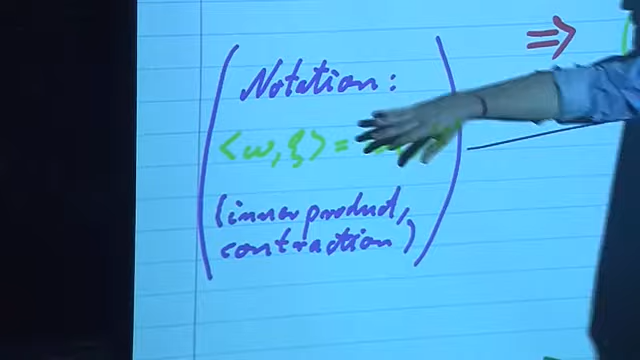 ⇒
Notation:
<ω, ξ> =
(inner product,
contraction)